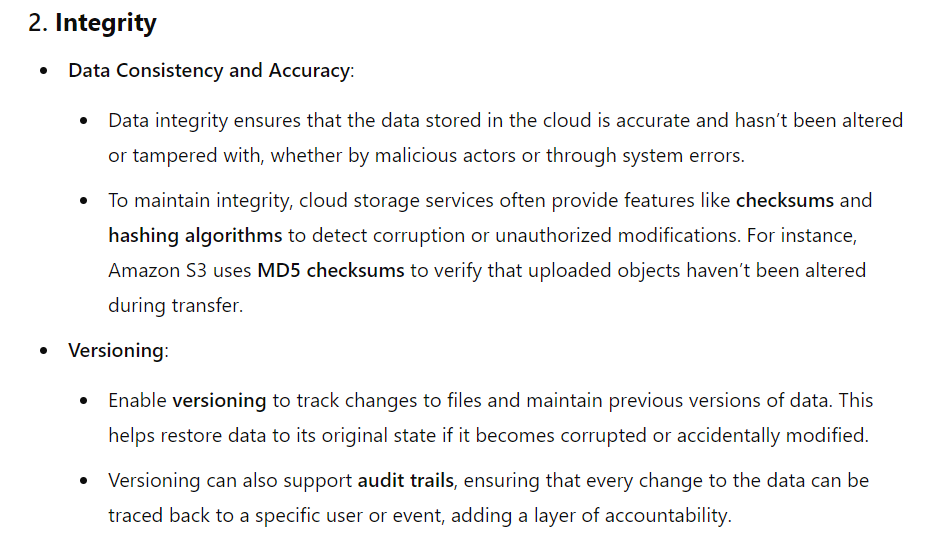 2. Integrity
• Data Consistency and Accuracy:
• Data integrity ensures that the data stored in the cloud is accurate and hasn’t been altered
or tampered with, whether by malicious actors or through system errors.
• To maintain integrity, cloud storage services often provide features like checksums and
hashing algorithms to detect corruption or unauthorized modifications. For instance,
Amazon S3 uses MD5 checksums to verify that uploaded objects haven’t been altered
during transfer.
• Versioning:
• Enable versioning to track changes to files and maintain previous versions of data. This
helps restore data to its original state if it becomes corrupted or accidentally modified.
• Versioning can also support audit trails, ensuring that every change to the data can be
traced back to a specific user or event, adding a layer of accountability.